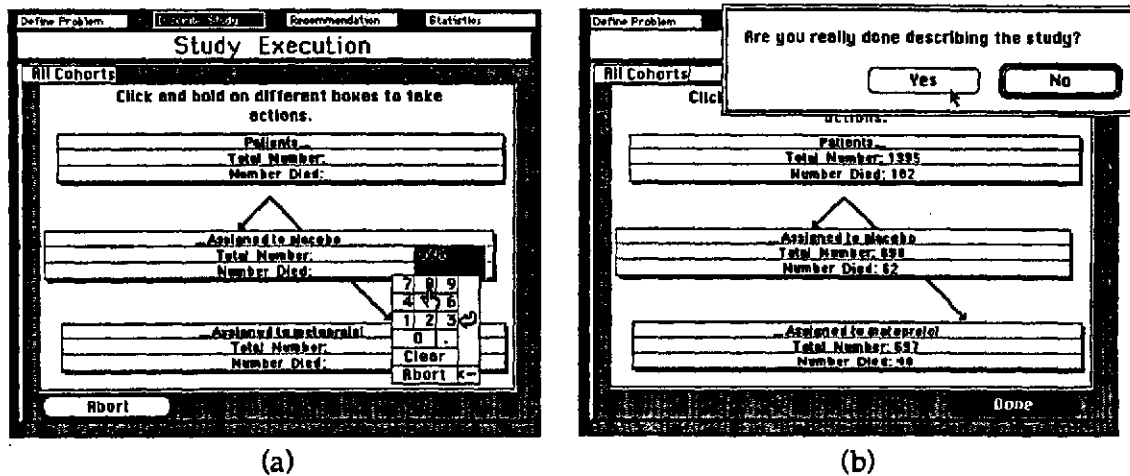 Define Problem
Recommendation
Statistics
Study Execution
All Cohorts
Click and hold on different boxes to take
actions.
Patients
Total Number:
Number Died:
Assigned to placebo
Total Number:
Number Died:
7 8 9
4 6
1 2 3
0 .
Clear
Abort <-
Assigned to metoprolol
Total Number:
Number Died:
Abort
(a)
Define Problem
Are you really done describing the study?
Yes No
All Cohorts
Click
actions.
Patients
Total Number: 1395
Number Died: 102
Assigned to placebo
Total Number: 698
Number Died: 62
Assigned to metoprolol
Total Number: 697
Number Died: 40
Done
(b)